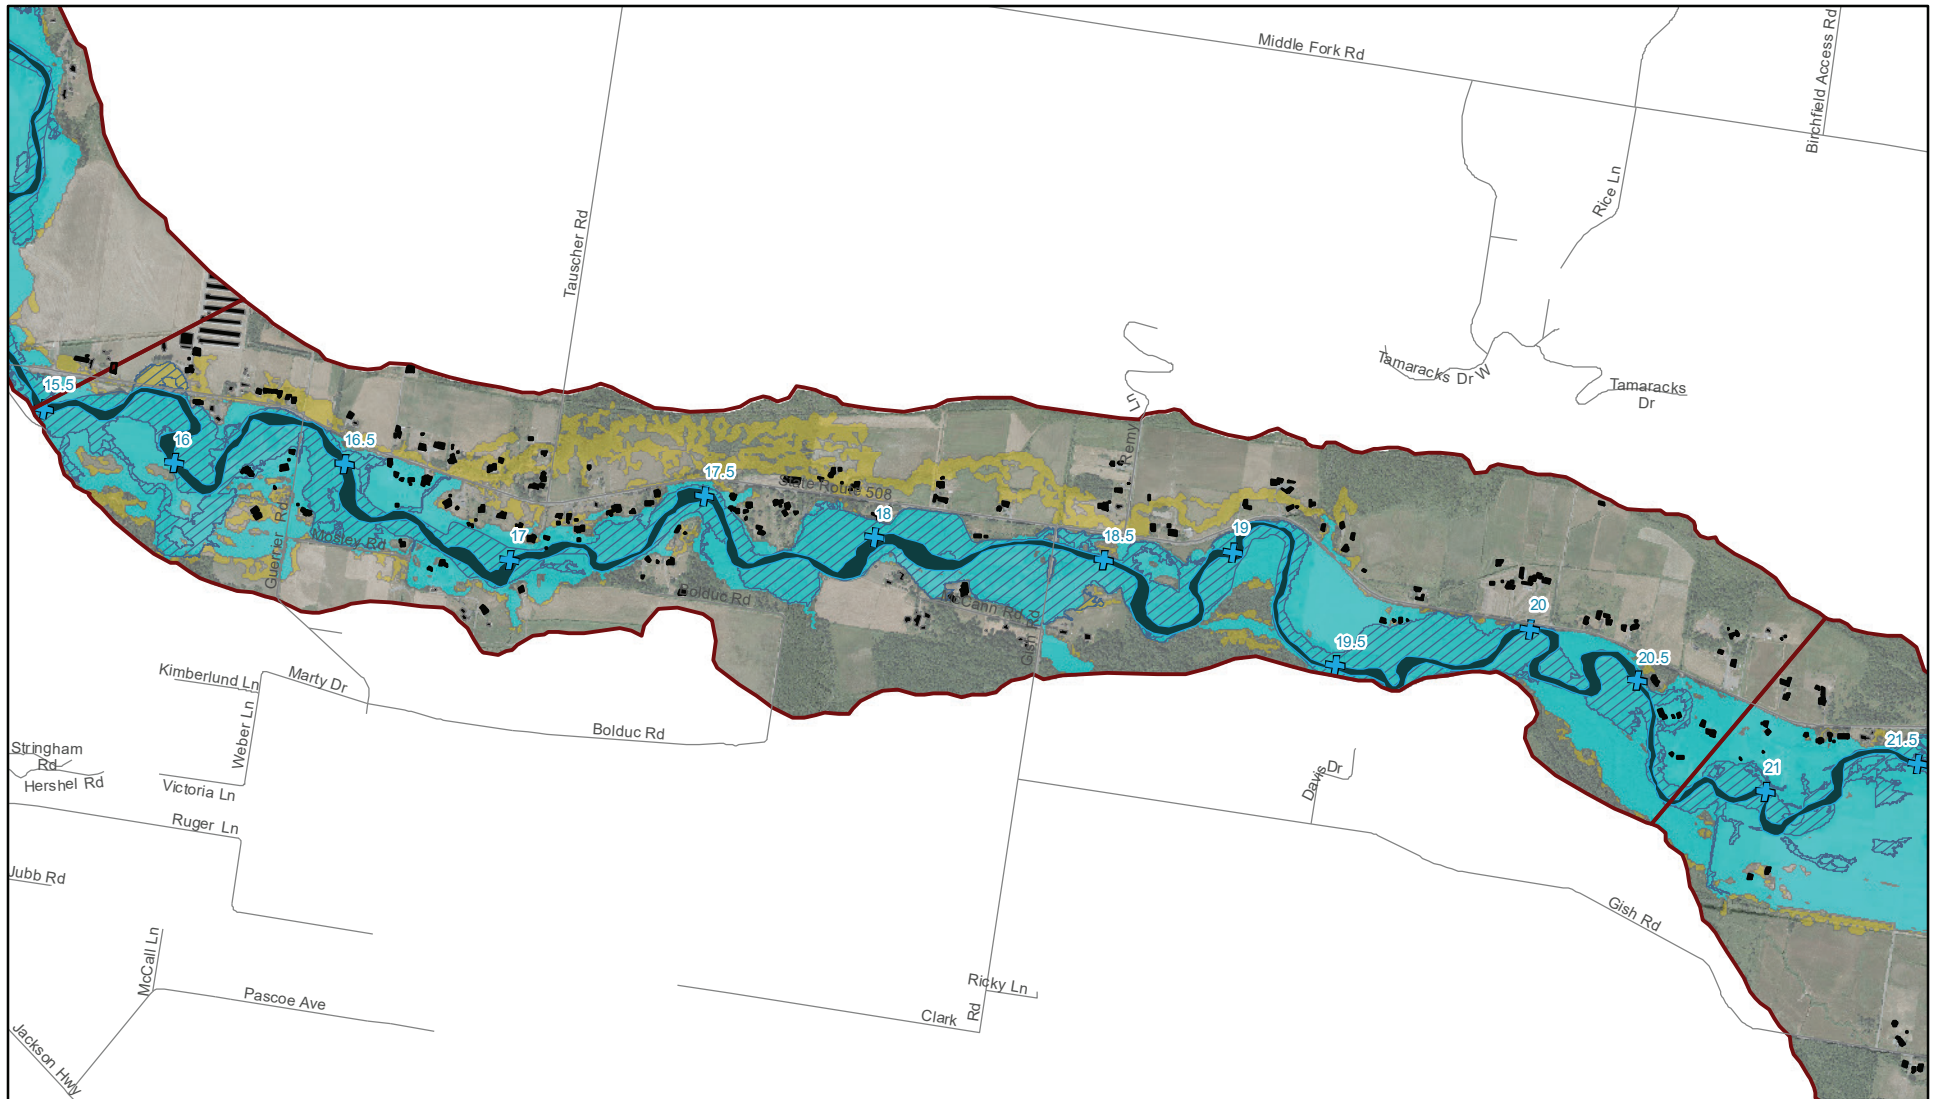 Middle Fork Rd
Birchfield Access Rd
Rice Ln
Tauscher Rd
Tamaracks Dr W
Tamaracks
Dr
Remy Ln
15.5
16
16.5
17
17.5
State Route 508
18
18.5
19
19.5
20
20.5
21
21.5
Guerrier Rd
Mosley Rd
Bolduc Rd
McCann Rd
Gish Rd
Kimberlund Ln
Marty Dr
Weber Ln
Bolduc Rd
Stringham
Rd
Hershel Rd
Victoria Ln
Ruger Ln
Davis Dr
Jubb Rd
Gish Rd
McCall Ln
Pascoe Ave
Ricky Ln
Clark Rd
Jackson Hwy